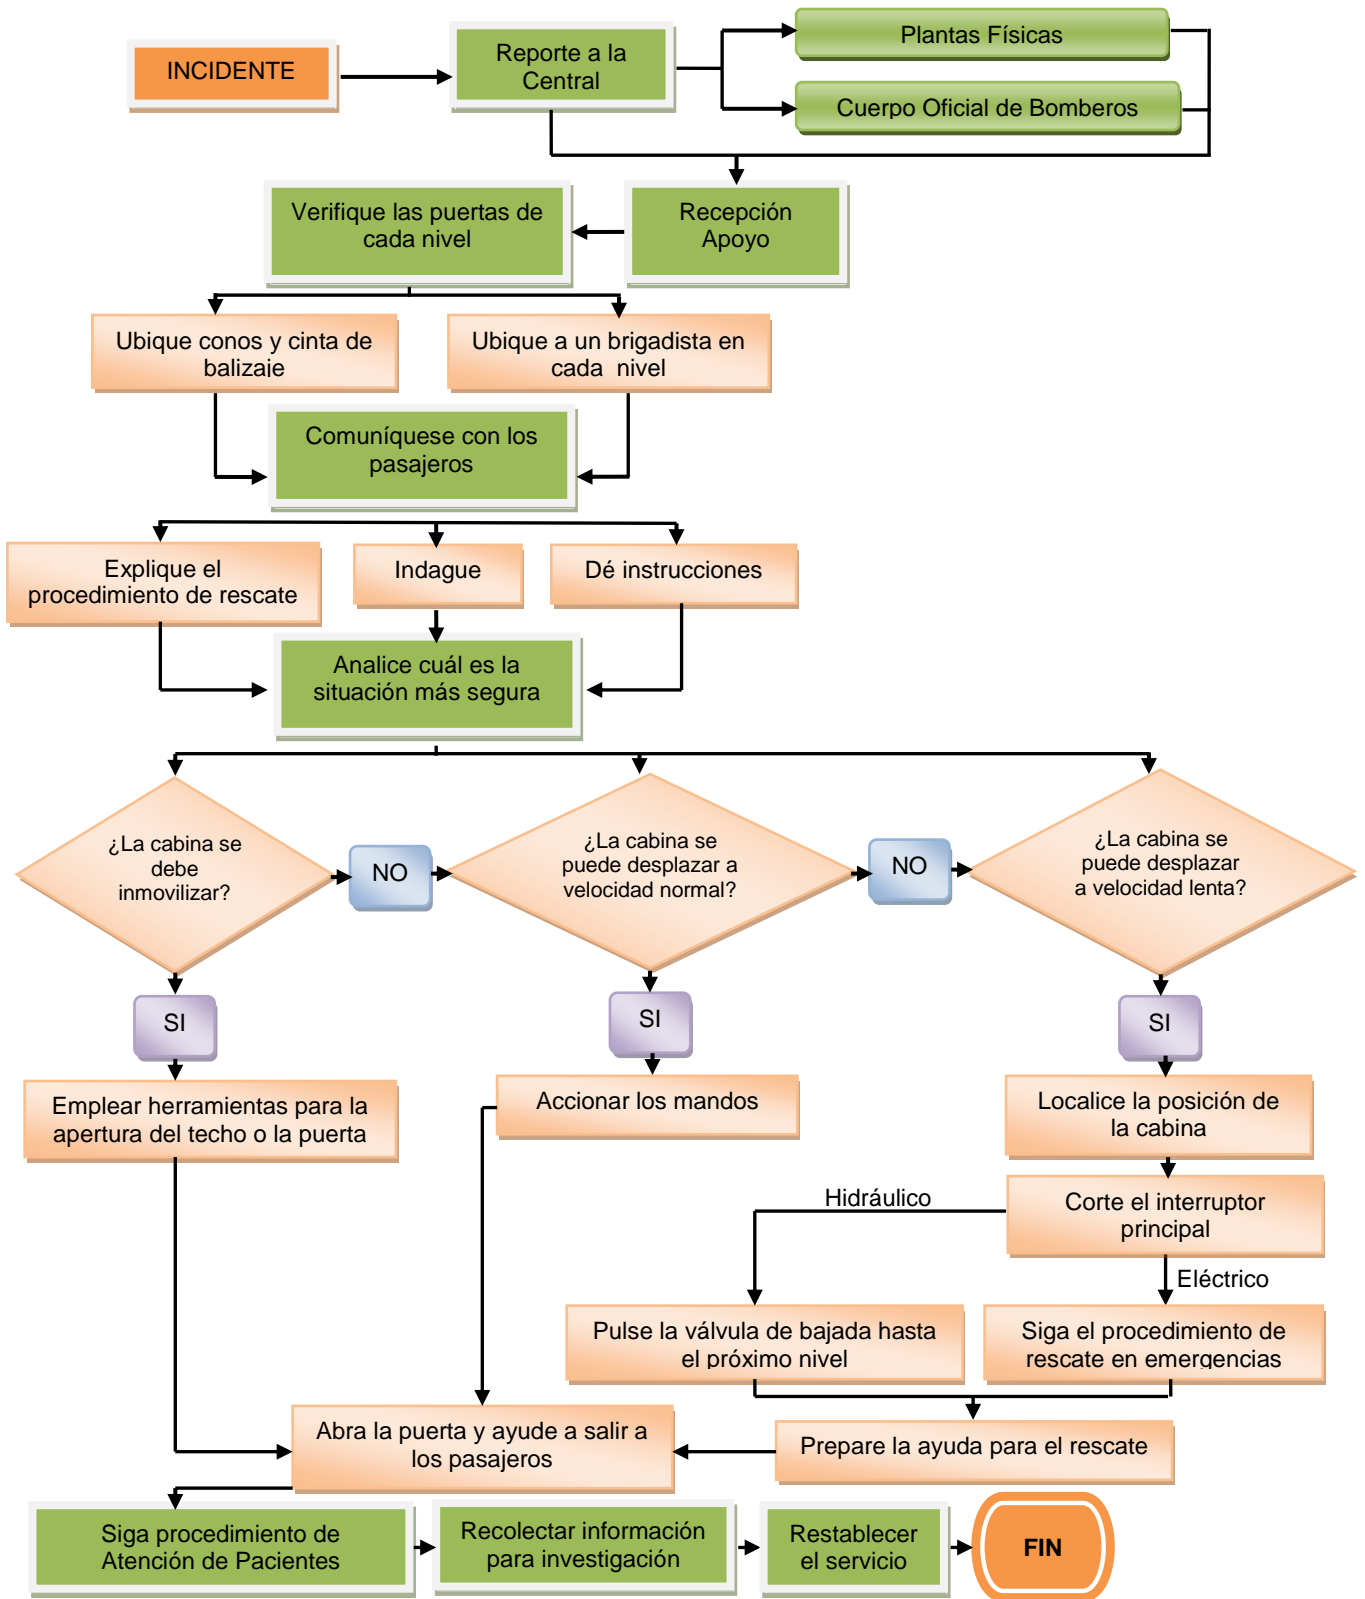 INCIDENTE
Reporte a la
Central
Plantas Físicas
Cuerpo Oficial de Bomberos
Verifique las puertas de
cada nivel
Recepción
Apoyo
Ubique conos y cinta de
balizaje
Ubique a un brigadista en
cada nivel
Comuníquese con los
pasajeros
Explique el
procedimiento de rescate
Indague
Dé instrucciones
Analice cuál es la
situación más segura
¿La cabina se
debe
inmovilizar?
NO
¿La cabina se
puede desplazar a
velocidad normal?
NO
¿La cabina se
puede desplazar
a velocidad lenta?
SI
SI
SI
Emplear herramientas para la
apertura del techo o la puerta
Accionar los mandos
Localice la posición de
la cabina
Hidráulico
Corte el interruptor
principal
Eléctrico
Pulse la válvula de bajada hasta
el próximo nivel
Siga el procedimiento de
rescate en emergencias
Abra la puerta y ayude a salir a
los pasajeros
Prepare la ayuda para el rescate
Siga procedimiento de
Atención de Pacientes
Recolectar información
para investigación
Restablecer
el servicio
FIN